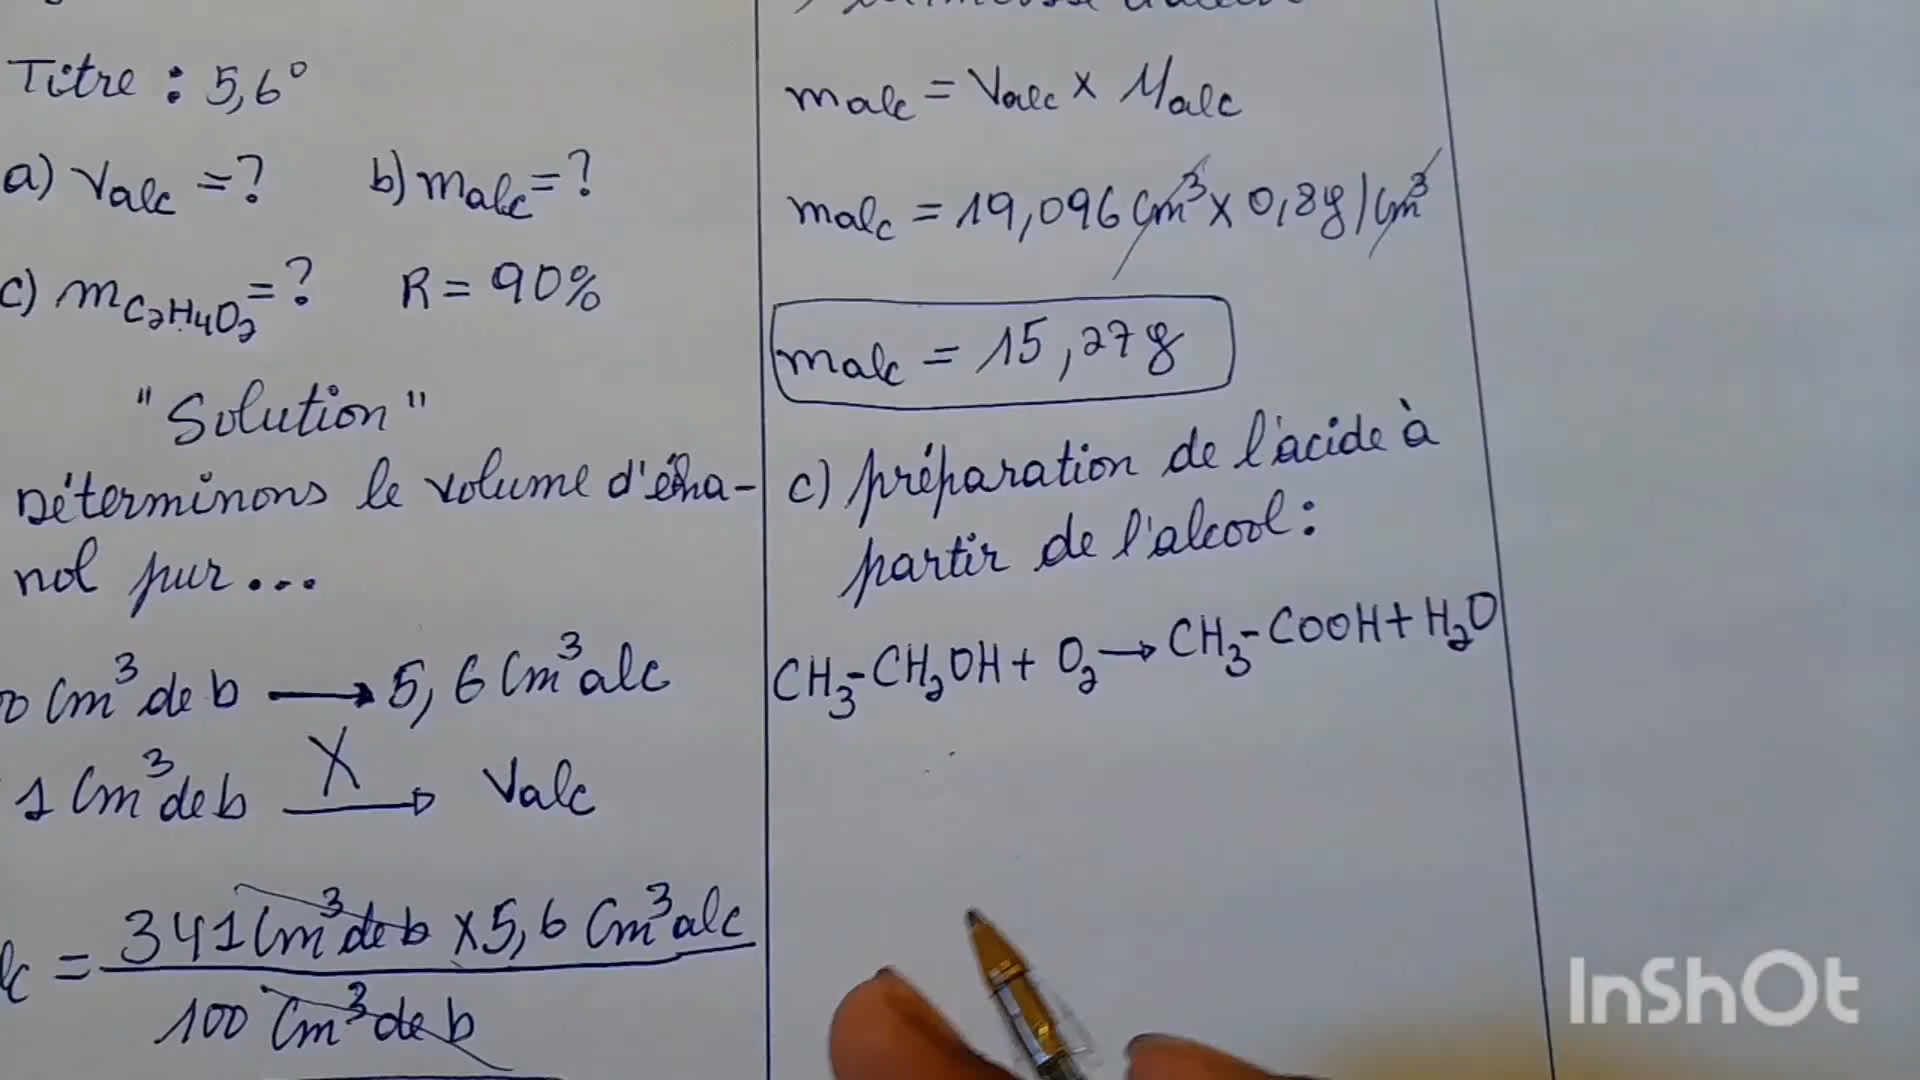 Titre : 5,6°
a) Valc = ? b) malc = ?
c) mC₂H₄O₂ = ? R = 90%
"Solution"
Déterminons le volume d'étha-
nol pur...
0 Cm³ de b → 5,6 Cm³ alc
1 Cm³ de b X → Valc
lc = 341 Cm³ de b x 5,6 Cm³ alc
100 Cm³ de b
malc = Valc x Malc
malc = 19,096 Cm³ x 0,8g/Cm³
malc = 15,27g
c) préparation de l'acide à
partir de l'alcool :
CH₃-CH₂OH + O₂ → CH₃-COOH + H₂O
InShOt